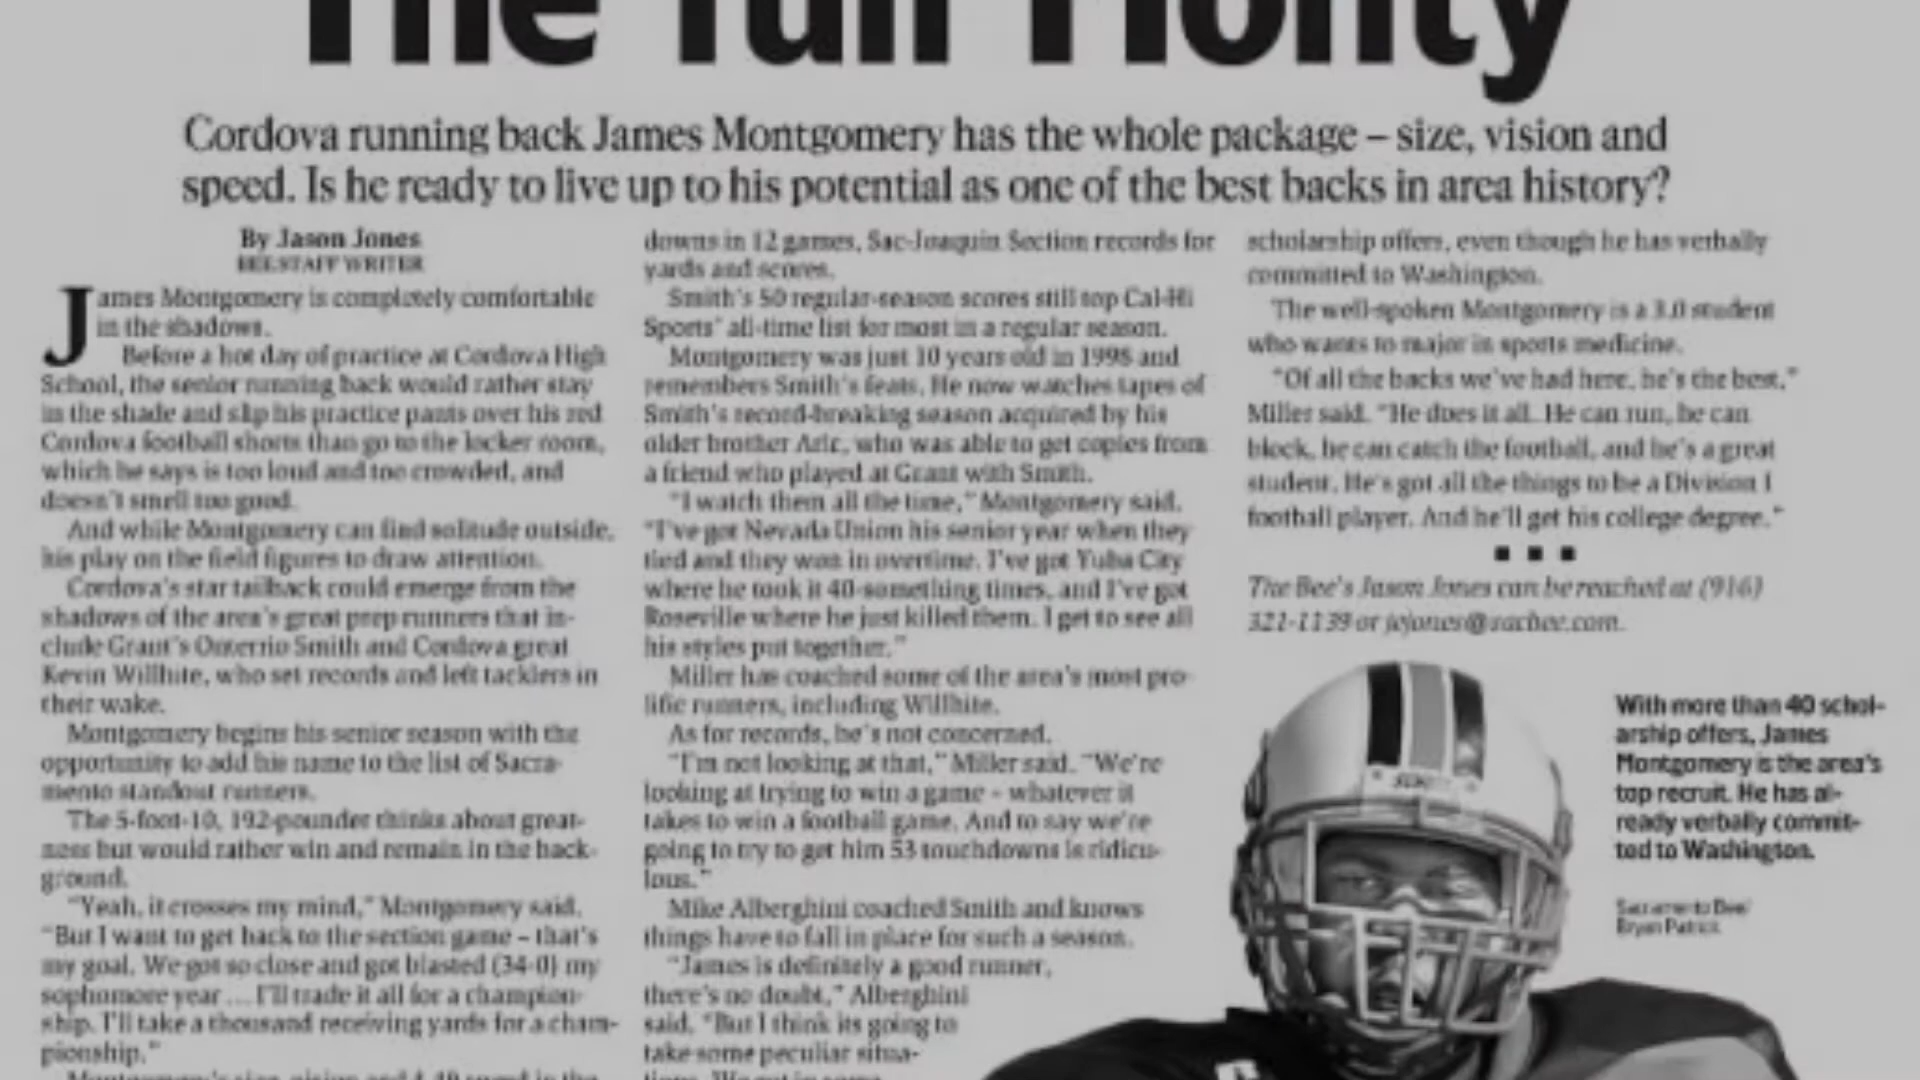 The full Monty
Cordova running back James Montgomery has the whole package – size, vision and
speed. Is he ready to live up to his potential as one of the best backs in area history?
By Jason Jones
BEE STAFF WRITER
James Montgomery is completely comfortable
in the shadows.
Before a hot day of practice at Cordova High
School, the senior running back would rather stay
in the shade and slip his practice pants over his red
Cordova football shorts than go to the locker room,
which he says is too loud and too crowded, and
doesn't smell too good.
And while Montgomery can find solitude outside,
his play on the field figures to draw attention.
Cordova's star tailback could emerge from the
shadows of the area's great prep runners that in-
clude Grant's Onterrio Smith and Cordova great
Kevin Willhite, who set records and left tacklers in
their wake.
Montgomery begins his senior season with the
opportunity to add his name to the list of Sacra-
mento standout runners.
The 5-foot-10, 192-pounder thinks about great-
ness but would rather win and remain in the back-
ground.
"Yeah, it crosses my mind," Montgomery said.
"But I want to get back to the section game – that's
my goal. We got so close and got blasted (34-0) my
sophomore year ... I'll trade it all for a champion-
ship. I'll take a thousand receiving yards for a cham-
pionship."
Montgomery's size, vision and 4.40 speed in the
downs in 12 games, Sac-Joaquin Section records for
yards and scores.
Smith's 50 regular-season scores still top Cal-Hi
Sports' all-time list for most in a regular season.
Montgomery was just 10 years old in 1998 and
remembers Smith's feats. He now watches tapes of
Smith's record-breaking season acquired by his
older brother Aric, who was able to get copies from
a friend who played at Grant with Smith.
"I watch them all the time," Montgomery said.
"I've got Nevada Union his senior year when they
tied and they won in overtime. I've got Yuba City
where he took it 40-something times, and I've got
Roseville where he just killed them. I get to see all
his styles put together."
Miller has coached some of the area's most pro-
lific runners, including Willhite.
As for records, he's not concerned.
"I'm not looking at that," Miller said. "We're
looking at trying to win a game – whatever it
takes to win a football game. And to say we're
going to try to get him 53 touchdowns is ridicu-
lous."
Mike Alberghini coached Smith and knows
things have to fall in place for such a season.
"James is definitely a good runner,
there's no doubt," Alberghini
said. "But I think its going to
take some peculiar situa-
tions. We got in some
scholarship offers, even though he has verbally
committed to Washington.
The well-spoken Montgomery is a 3.0 student
who wants to major in sports medicine.
"Of all the backs we've had here, he's the best,"
Miller said. "He does it all. He can run, he can
block, he can catch the football, and he's a great
student. He's got all the things to be a Division I
football player. And he'll get his college degree."
■ ■ ■
The Bee's Jason Jones can be reached at (916)
321-1139 or jejones@sacbee.com.
With more than 40 schol-
arship offers, James
Montgomery is the area's
top recruit. He has al-
ready verbally commit-
ted to Washington.
Sacramento Bee/
Bryan Patrick